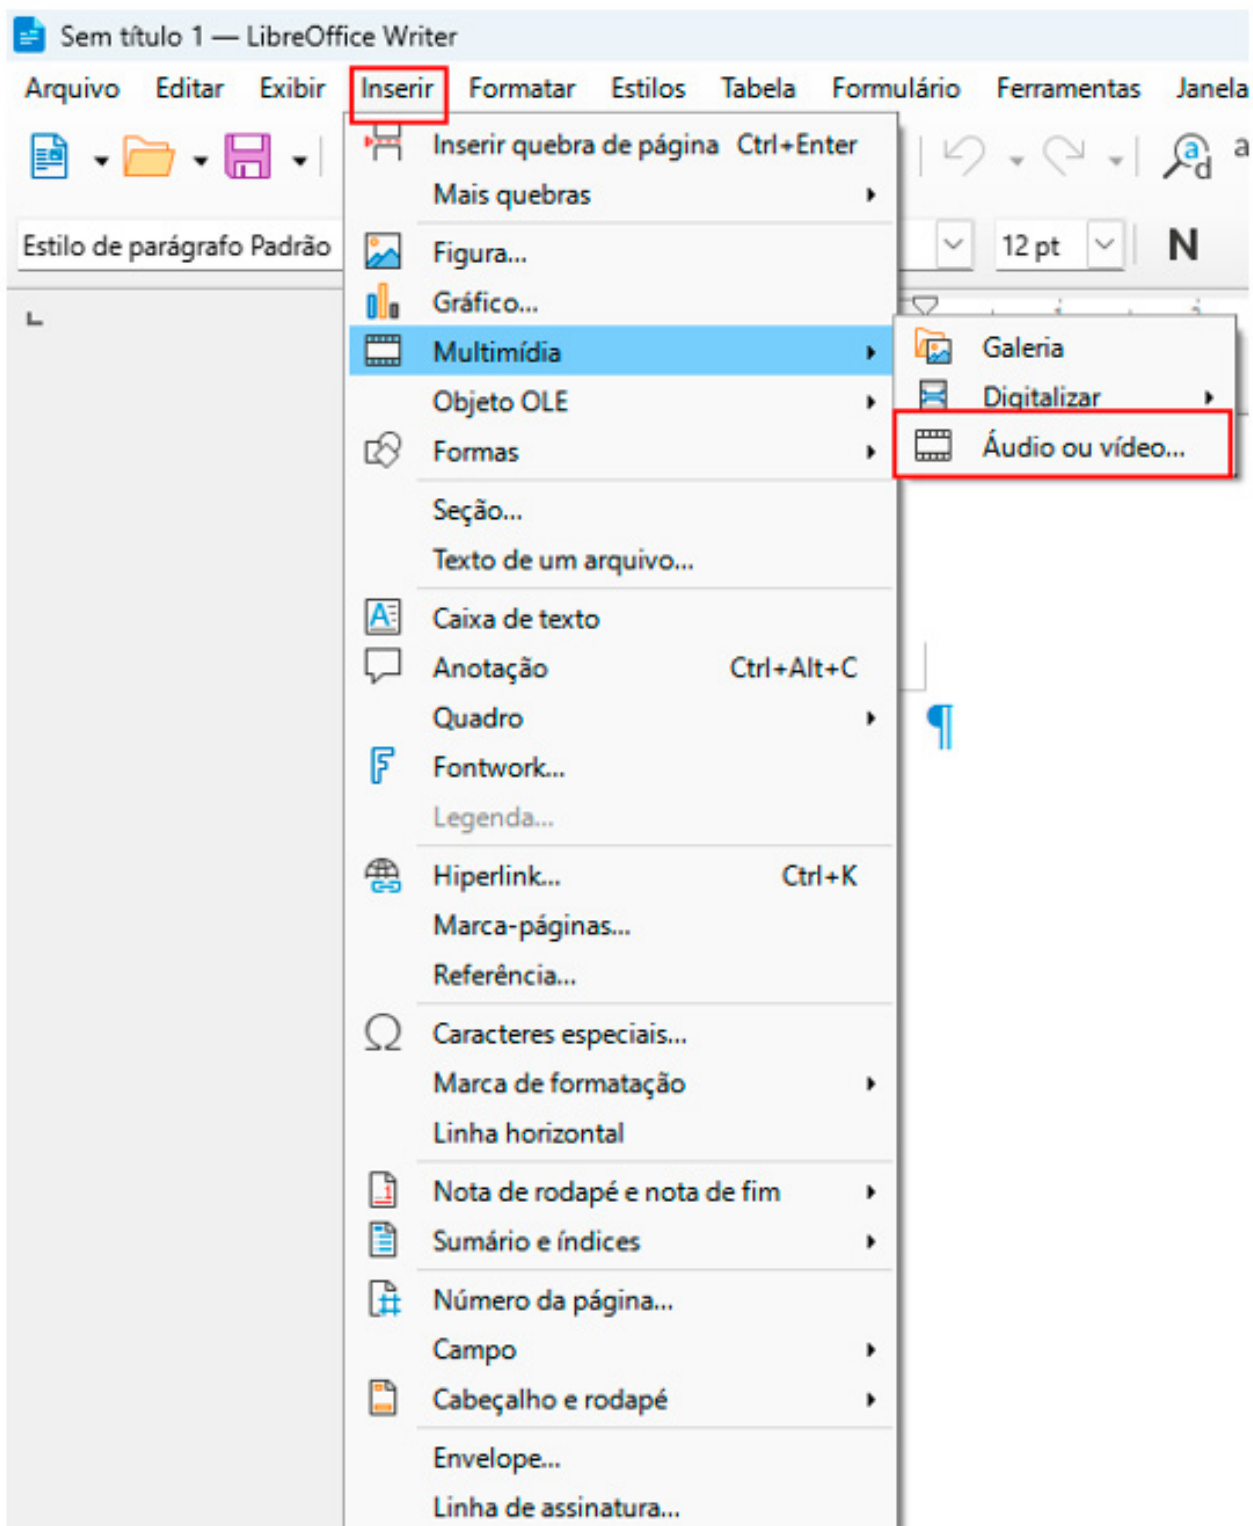 Sem título 1 — LibreOffice Writer
Arquivo Editar Exibir Inserir Formatar Estilos Tabela Formulário Ferramentas Janela
Inserir quebra de página Ctrl+Enter
Mais quebras
Estilo de parágrafo Padrão
12 pt
N
Figura...
Gráfico...
Multimídia
Galeria
Objeto OLE
Digitalizar
Formas
Áudio ou vídeo...
Seção...
Texto de um arquivo...
Caixa de texto
Anotação Ctrl+Alt+C
Quadro
¶
Fontwork...
Legenda...
Hiperlink... Ctrl+K
Marca-páginas...
Referência...
Caracteres especiais...
Marca de formatação
Linha horizontal
Nota de rodapé e nota de fim
Sumário e índices
Número da página...
Campo
Cabeçalho e rodapé
Envelope...
Linha de assinatura...